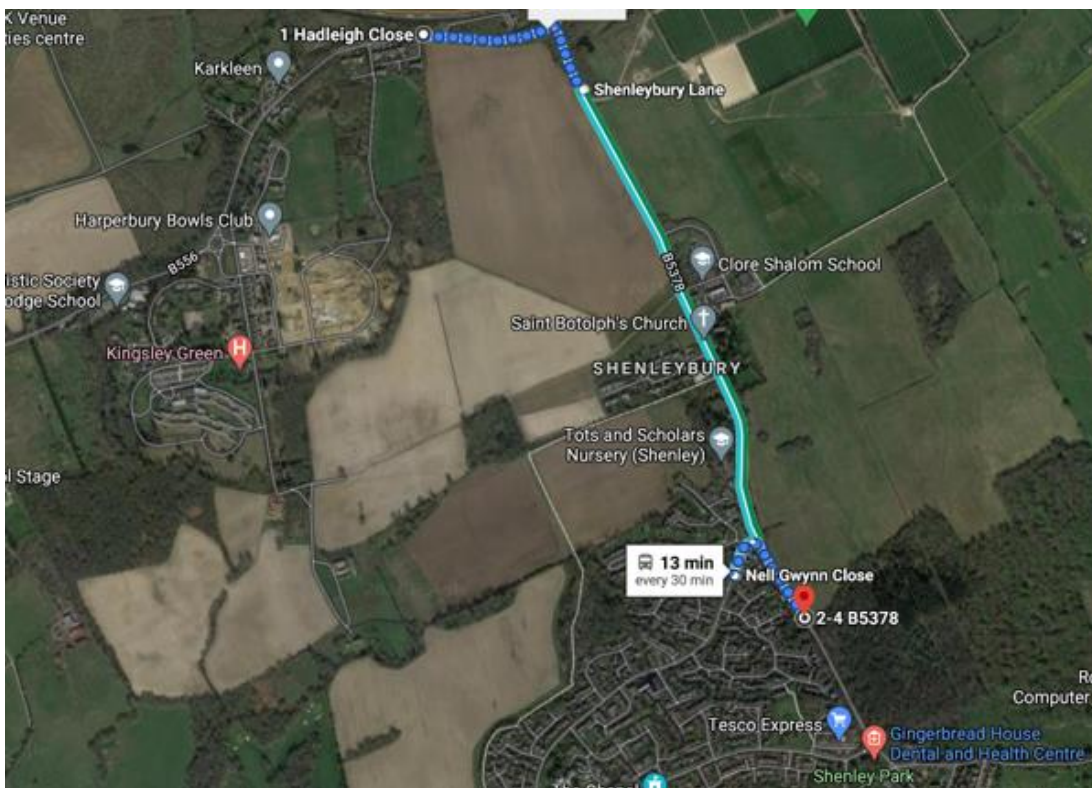 K Venue
ties centre
1 Hadleigh Close
Karkleen
Shenleybury Lane
Harperbury Bowls Club
B556
istic Society
odge School
B5378
Clore Shalom School
Saint Botolph's Church
Kingsley Green
H
SHENLEYBURY
Tots and Scholars
Nursery (Shenley)
ol Stage
13 min
every 30 min
Nell Gwynn Close
2-4 B5378
Ro
Computer
Tesco Express
Gingerbread House
Dental and Health Centre
Shenley Park